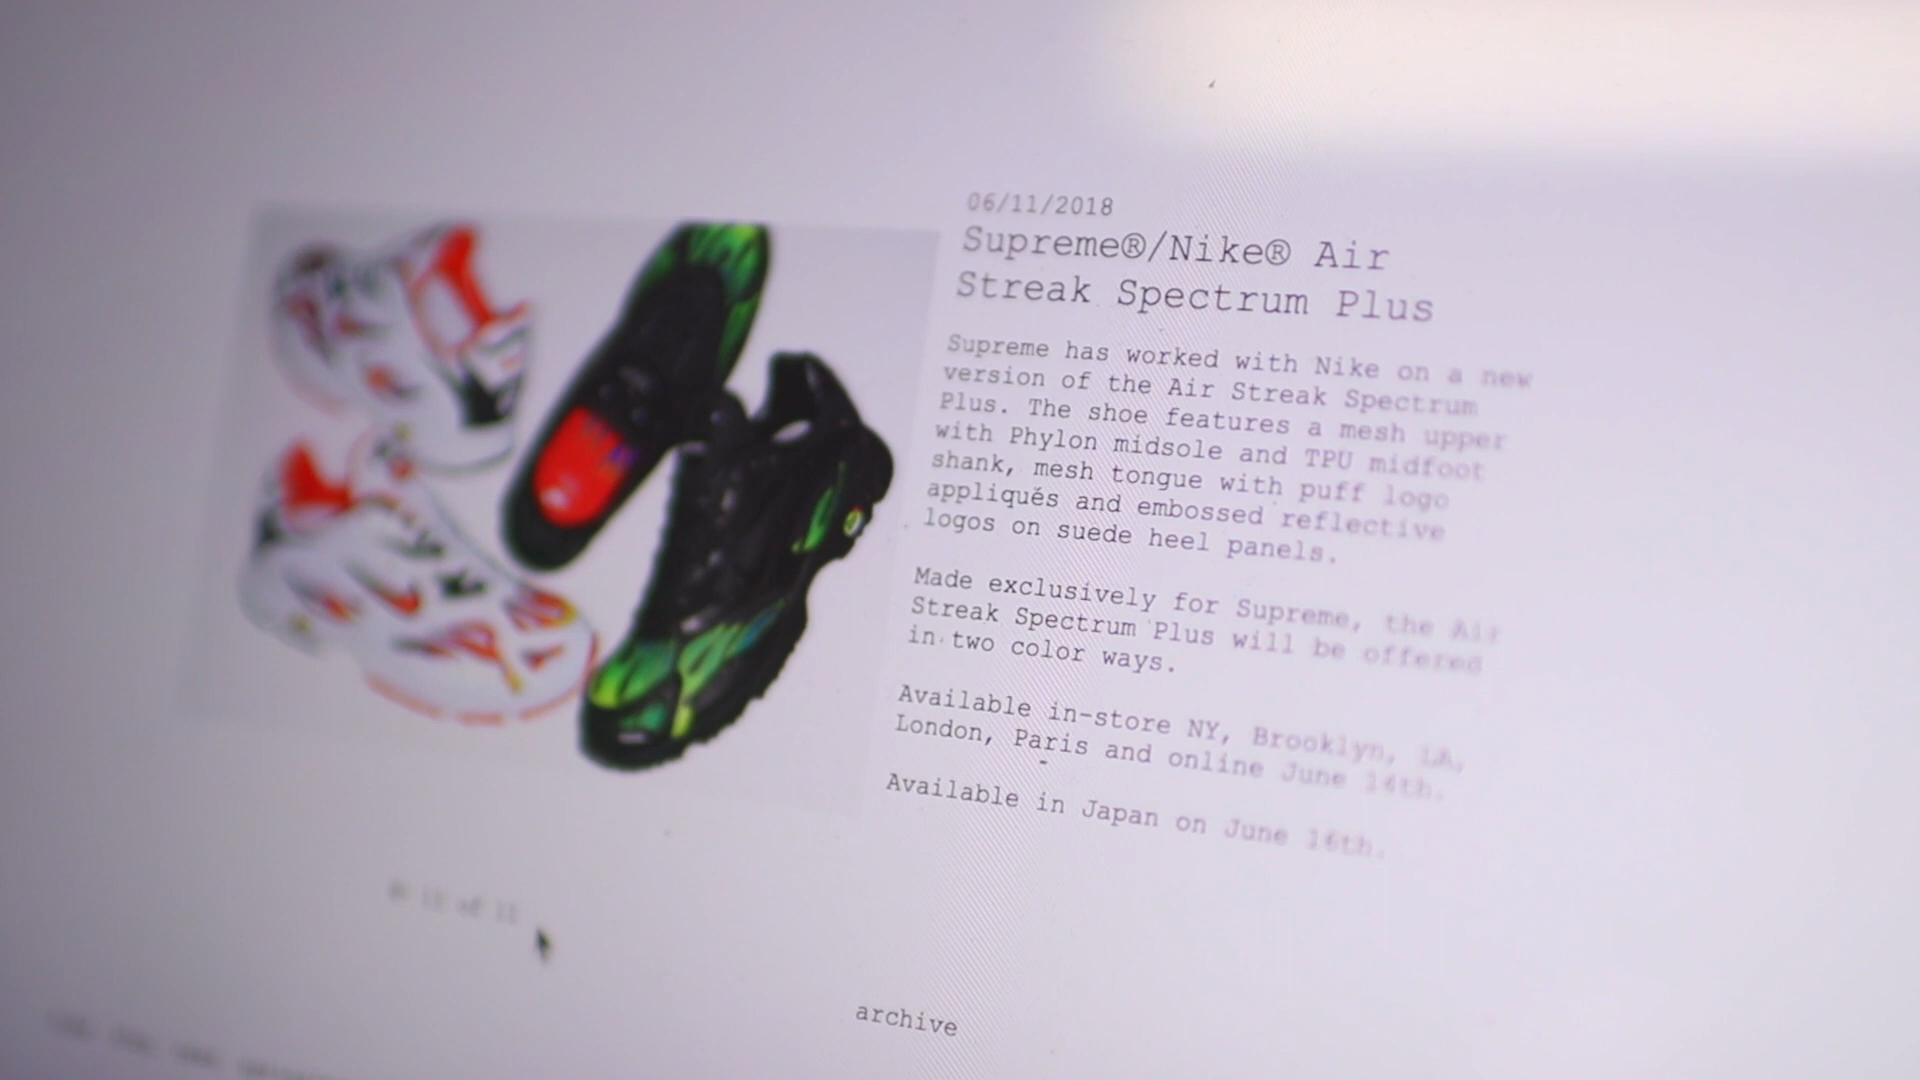 06/11/2018
Supreme®/Nike® Air
Streak Spectrum Plus
Supreme has worked with Nike on a new
version of the Air Streak Spectrum
Plus. The shoe features a mesh upper
with Phylon midsole and TPU midfoot
shank, mesh tongue with puff logo
appliqués and embossed reflective
logos on suede heel panels.
Made exclusively for Supreme, the Air
Streak Spectrum Plus will be offered
in two color ways.
Available in-store NY, Brooklyn, LA,
London, Paris and online June 14th.
Available in Japan on June 16th.
of 11
archive